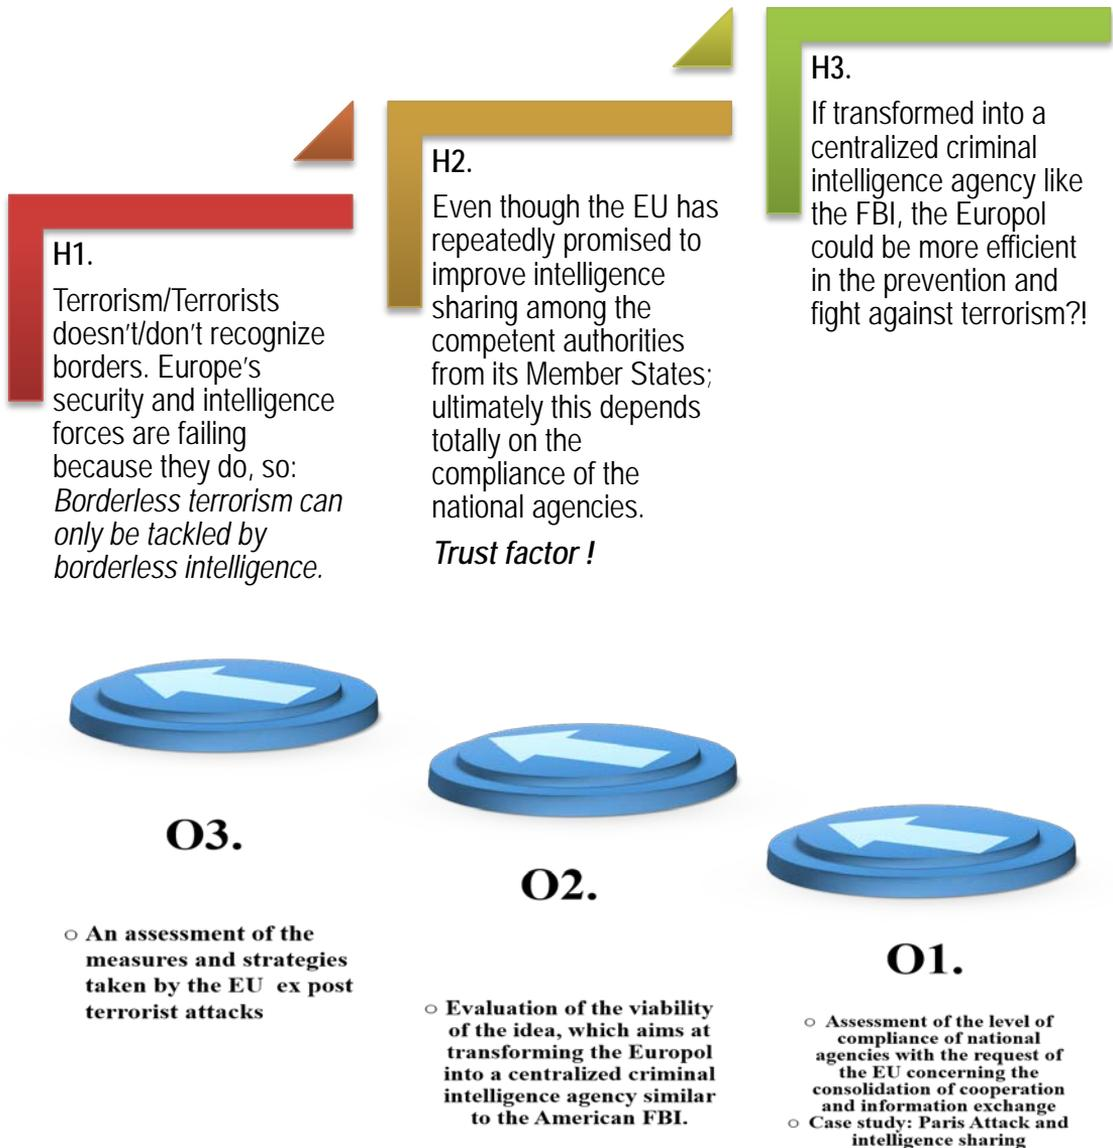 H1.
Terrorism/Terrorists
doesn't/don't recognize
borders. Europe's
security and intelligence
forces are failing
because they do, so:
Borderless terrorism can
only be tackled by
borderless intelligence.
H2.
Even though the EU has
repeatedly promised to
improve intelligence
sharing among the
competent authorities
from its Member States;
ultimately this depends
totally on the
compliance of the
national agencies.
Trust factor !
H3.
If transformed into a
centralized criminal
intelligence agency like
the FBI, the Europol
could be more efficient
in the prevention and
fight against terrorism?!
O3.
○ An assessment of the
measures and strategies
taken by the EU ex post
terrorist attacks
O2.
○ Evaluation of the viability
of the idea, which aims at
transforming the Europol
into a centralized criminal
intelligence agency similar
to the American FBI.
O1.
○ Assessment of the level of
compliance of national
agencies with the request of
the EU concerning the
consolidation of cooperation
and information exchange
○ Case study: Paris Attack and
intelligence sharing